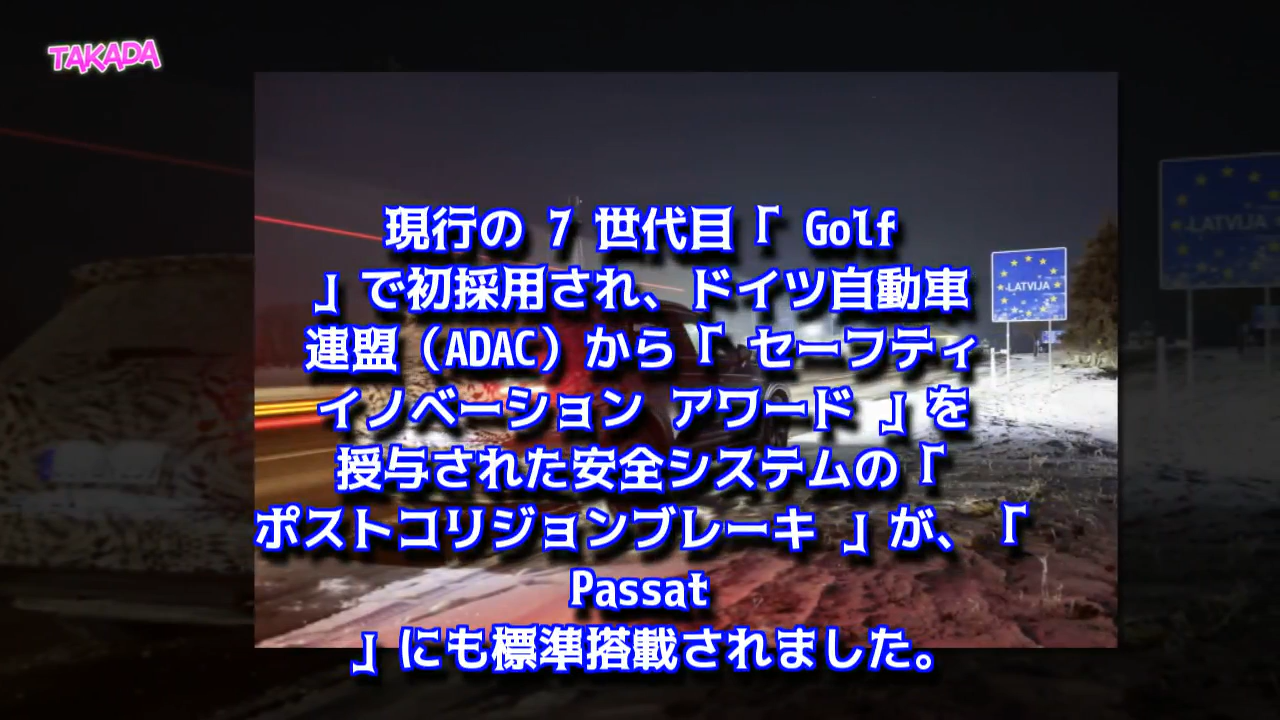 TAKADA
現行の 7 世代目「 Golf
」で初採用され、ドイツ自動車
連盟（ADAC）から「 セーフティ
イノベーション アワード 」を
授与された安全システムの「
ポストコリジョンブレーキ 」が、「
Passat
」にも標準搭載されました。
LATVIJA
LATVIJA